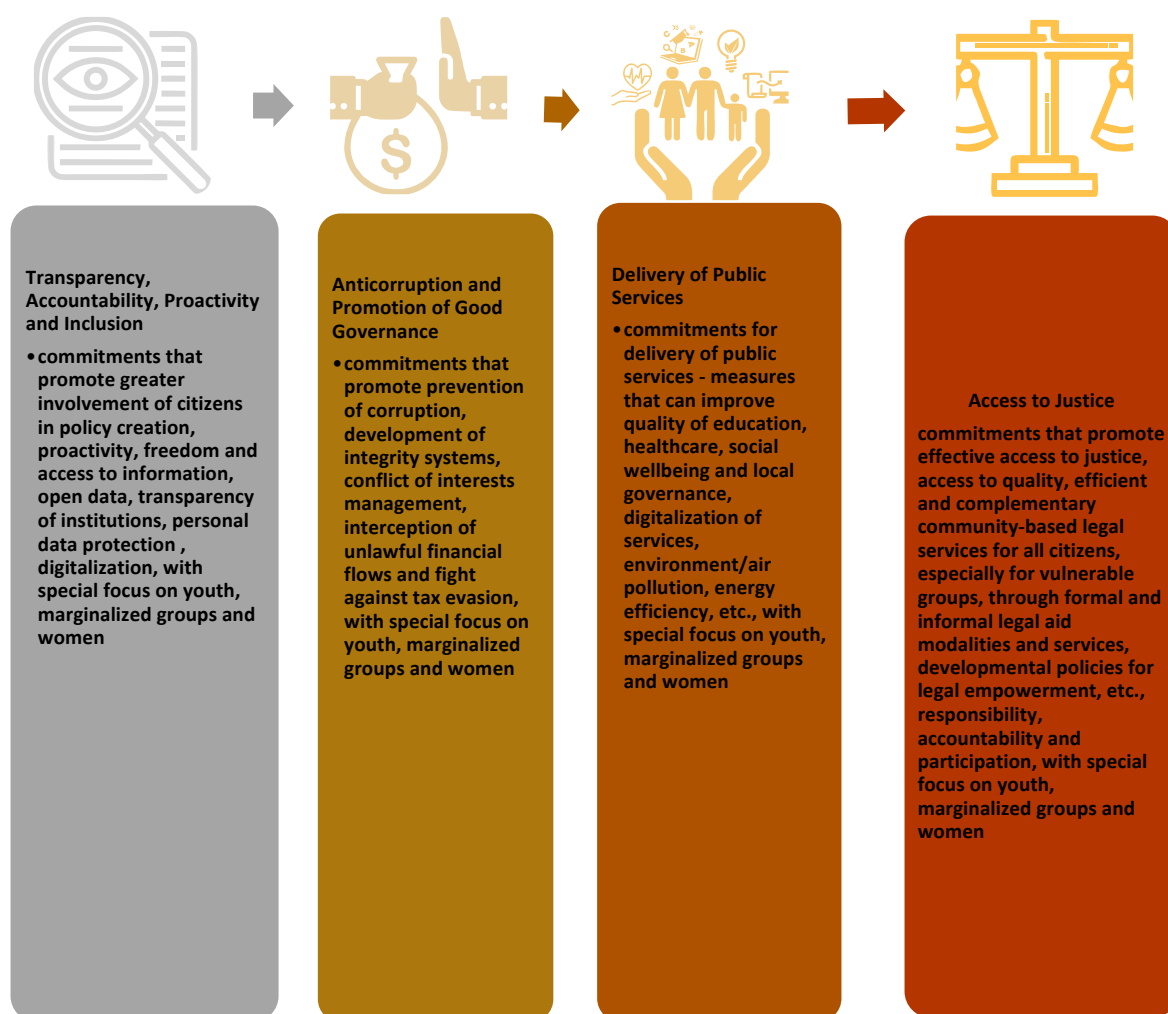 Transparency,
Accountability, Proactivity
and Inclusion
•commitments that
promote greater
involvement of citizens
in policy creation,
proactivity, freedom and
access to information,
open data, transparency
of institutions, personal
data protection ,
digitalization, with
special focus on youth,
marginalized groups and
women
Anticorruption and
Promotion of Good
Governance
•commitments that
promote prevention
of corruption,
development of
integrity systems,
conflict of interests
management,
interception of
unlawful financial
flows and fight
against tax evasion,
with special focus on
youth, marginalized
groups and women
Delivery of Public
Services
•commitments for
delivery of public
services - measures
that can improve
quality of education,
healthcare, social
wellbeing and local
governance,
digitalization of
services,
environment/air
pollution, energy
efficiency, etc., with
special focus on youth,
marginalized groups
and women
Access to Justice
commitments that promote
effective access to justice,
access to quality, efficient
and complementary
community-based legal
services for all citizens,
especially for vulnerable
groups, through formal and
informal legal aid
modalities and services,
developmental policies for
legal empowerment, etc.,
responsibility,
accountability and
participation, with special
focus on youth,
marginalized groups and
women